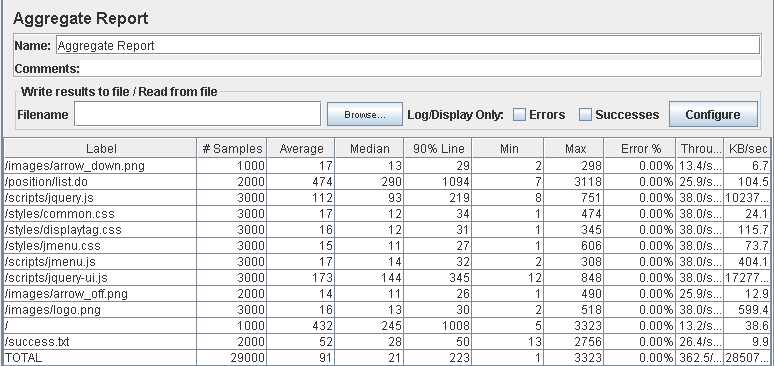 Aggregate Report
Name: Aggregate Report
Comments:
Write results to file / Read from file
Filename Browse... Log/Display Only: Errors Successes Configure
Label # Samples Average Median 90% Line Min Max Error % Throu... KB/sec
/images/arrow_down.png 1000 17 13 29 2 298 0.00% 13.4/s... 6.7
/position/list.do 2000 474 290 1094 7 3118 0.00% 25.9/s... 104.5
/scripts/jquery.js 3000 112 93 219 8 751 0.00% 38.0/s... 10237...
/styles/common.css 3000 17 12 34 1 474 0.00% 38.0/s... 24.1
/styles/displaytag.css 3000 16 12 31 1 345 0.00% 38.0/s... 115.7
/styles/jmenu.css 3000 15 11 27 1 606 0.00% 38.0/s... 73.7
/scripts/jmenu.js 3000 17 14 32 2 308 0.00% 38.0/s... 404.1
/scripts/jquery-ui.js 3000 173 144 345 12 848 0.00% 38.0/s... 17277...
/images/arrow_off.png 2000 14 11 26 1 490 0.00% 25.9/s... 12.9
/images/logo.png 3000 16 13 30 2 518 0.00% 38.0/s... 599.4
/ 1000 432 245 1008 5 3323 0.00% 13.2/s... 38.6
/success.txt 2000 52 28 50 13 2756 0.00% 26.4/s... 9.9
TOTAL 29000 91 21 223 1 3323 0.00% 362.5/... 28507...